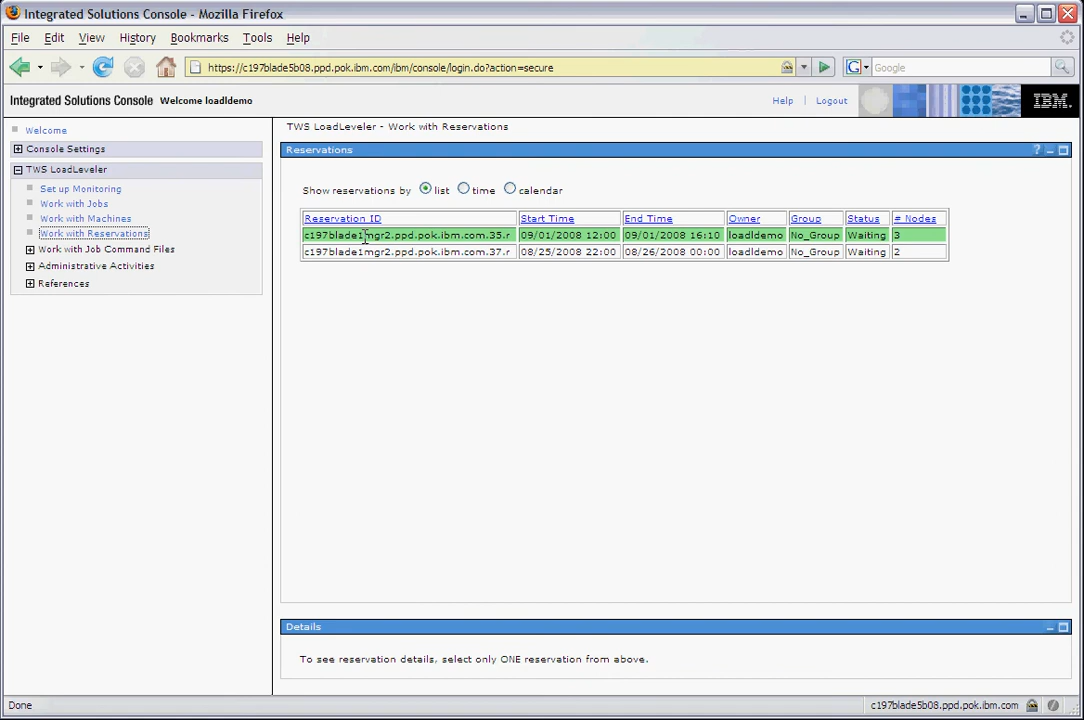 Integrated Solutions Console - Mozilla Firefox
File Edit View History Bookmarks Tools Help
https://c197blade5b08.ppd.pok.ibm.com/ibm/console/login.do?action=secure
G Google
Integrated Solutions Console Welcome loadldemo
Help Logout
IBM.
Welcome
Console Settings
TWS LoadLeveler
Set up Monitoring
Work with Jobs
Work with Machines
Work with Reservations
Work with Job Command Files
Administrative Activities
References
TWS LoadLeveler - Work with Reservations
Reservations
?
Show reservations by list time calendar
Reservation ID Start Time End Time Owner Group Status # Nodes
c197blade1mgr2.ppd.pok.ibm.com.35.r 09/01/2008 12:00 09/01/2008 16:10 loadldemo No_Group Waiting 3
c197blade1mgr2.ppd.pok.ibm.com.37.r 08/25/2008 22:00 08/26/2008 00:00 loadldemo No_Group Waiting 2
Details
To see reservation details, select only ONE reservation from above.
Done
c197blade5b08.ppd.pok.ibm.com